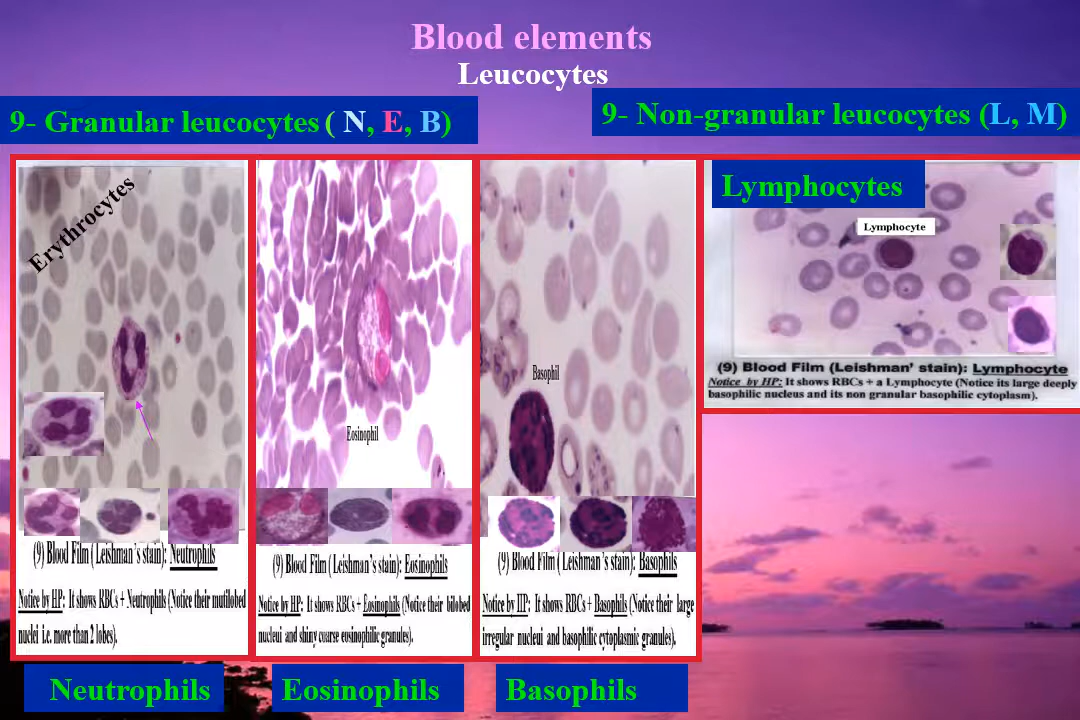 Blood elements
Leucocytes
9- Granular leucocytes ( N, E, B)
9- Non-granular leucocytes (L, M)
Erythrocytes
(9) Blood Film ( Leishman's stain): Neutrophils
Notice by HP: It shows RBCs + Neutrophils (Notice their mutilobed
nuclei i.e. more than 2 lobes).
Eosinophil
(9) Blood Film ( Leishman's stain): Eosinophils
Notice by HP: It shows RBCs + Eosinophils (Notice their bilobed
nucleui and shiny coarse eosinophilic granules).
Basophil
(9) Blood Film ( Leishman's stain): Basophils
Notice by HP: It shows RBCs + Basophils (Notice their large
irregular nucleui and basophilic cytoplasmic granules).
Lymphocytes
Lymphocyte
(9) Blood Film (Leishman' stain): Lymphocyte
Notice by HP: It shows RBCs + a Lymphocyte (Notice its large deeply
basophilic nucleus and its non granular basophilic cytoplasm).
Neutrophils
Eosinophils
Basophils